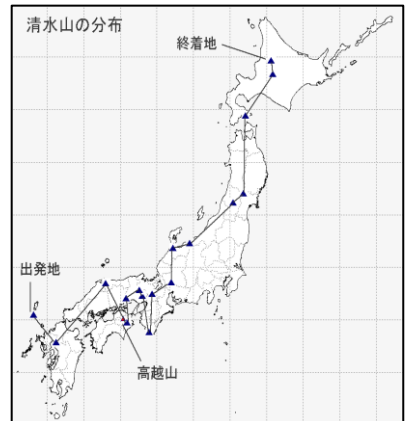 清水山の分布
終着地
出発地
高越山